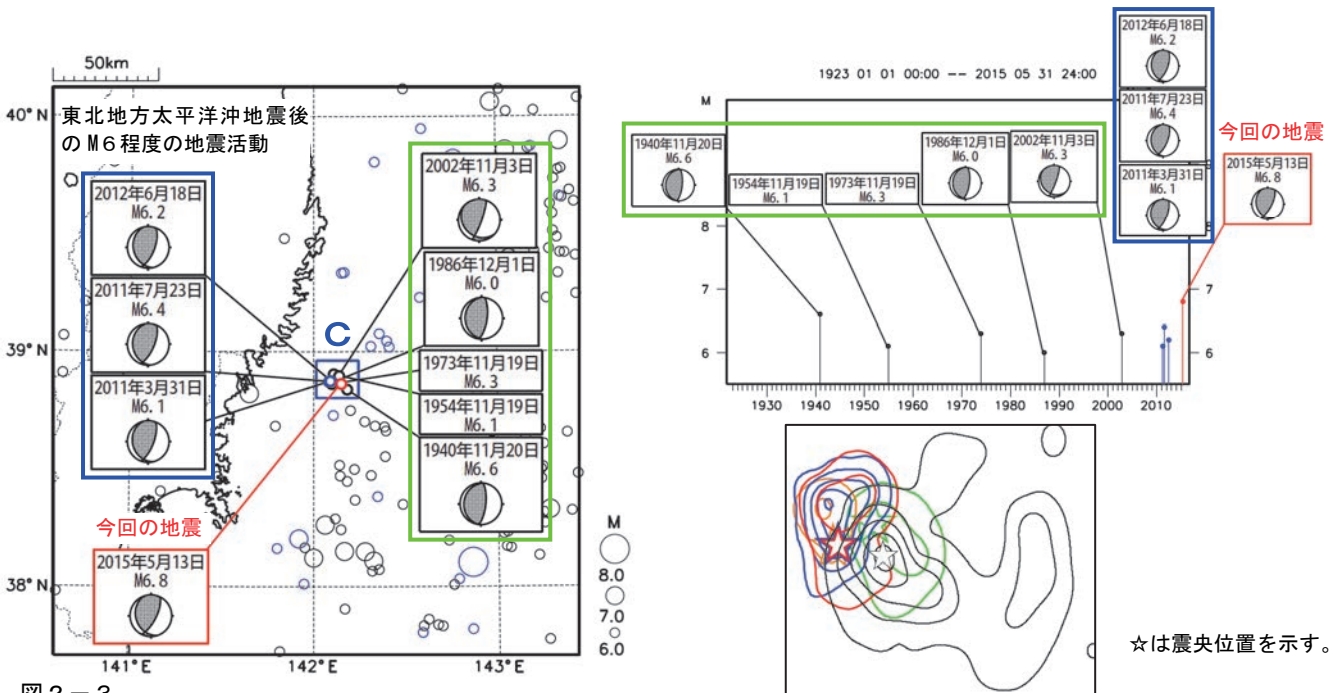 50km
40°N
39°N
38°N
141°E
142°E
143°E
東北地方太平洋沖地震後
のM6程度の地震活動
2012年6月18日
M6.2
2011年7月23日
M6.4
2011年3月31日
M6.1
今回の地震
2015年5月13日
M6.8
C
2002年11月3日
M6.3
1986年12月1日
M6.0
1973年11月19日
M6.3
1954年11月19日
M6.1
1940年11月20日
M6.6
M
8.0
7.0
6.0
1923 01 01 00:00 -- 2015 05 31 24:00
M
1940年11月20日
M6.6
1954年11月19日
M6.1
1973年11月19日
M6.3
1986年12月1日
M6.0
2002年11月3日
M6.3
2012年6月18日
M6.2
2011年7月23日
M6.4
2011年3月31日
M6.1
今回の地震
2015年5月13日
M6.8
8
7
6
8
7
6
1930 1940 1950 1960 1970 1980 1990 2000 2010
☆は震央位置を示す。
図2-3